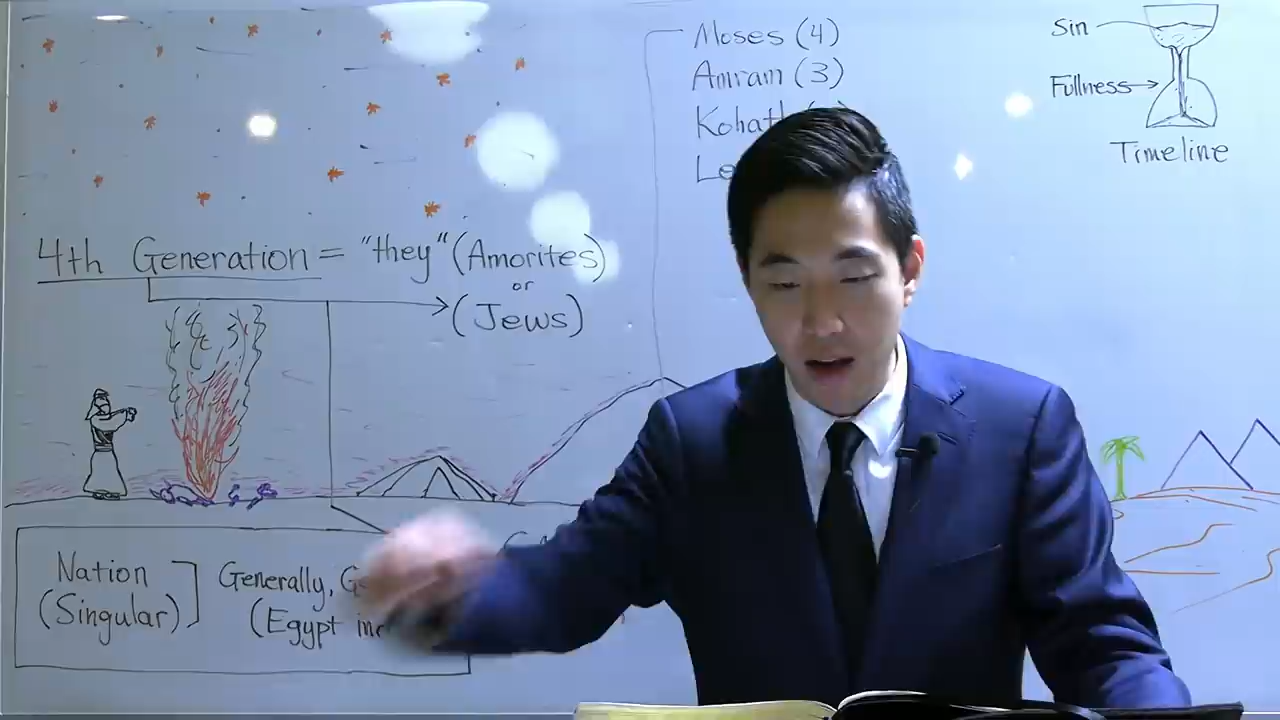 Moses (4)
Amram (3)
Sin
Fullness
Timeline
4th Generation = "they" (Amorites)
or
(Jews)
Nation
(Singular)
Generally,
(Egypt